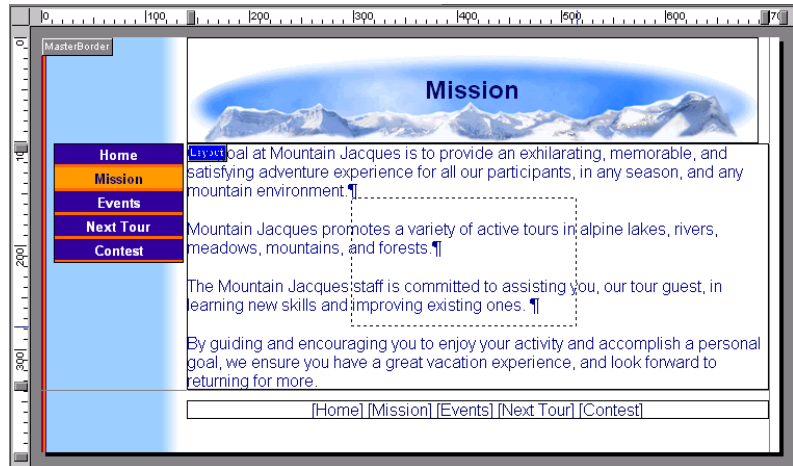 0 100 200 300 400 500 600 70
0
MasterBorder
Mission
Home
Mission
Events
Next Tour
Contest
100
200
300
Layout oal at Mountain Jacques is to provide an exhilarating, memorable, and
satisfying adventure experience for all our participants, in any season, and any
mountain environment.¶
Mountain Jacques promotes a variety of active tours in alpine lakes, rivers,
meadows, mountains, and forests.¶
The Mountain Jacques staff is committed to assisting you, our tour guest, in
learning new skills and improving existing ones. ¶
By guiding and encouraging you to enjoy your activity and accomplish a personal
goal, we ensure you have a great vacation experience, and look forward to
returning for more.
[Home] [Mission] [Events] [Next Tour] [Contest]